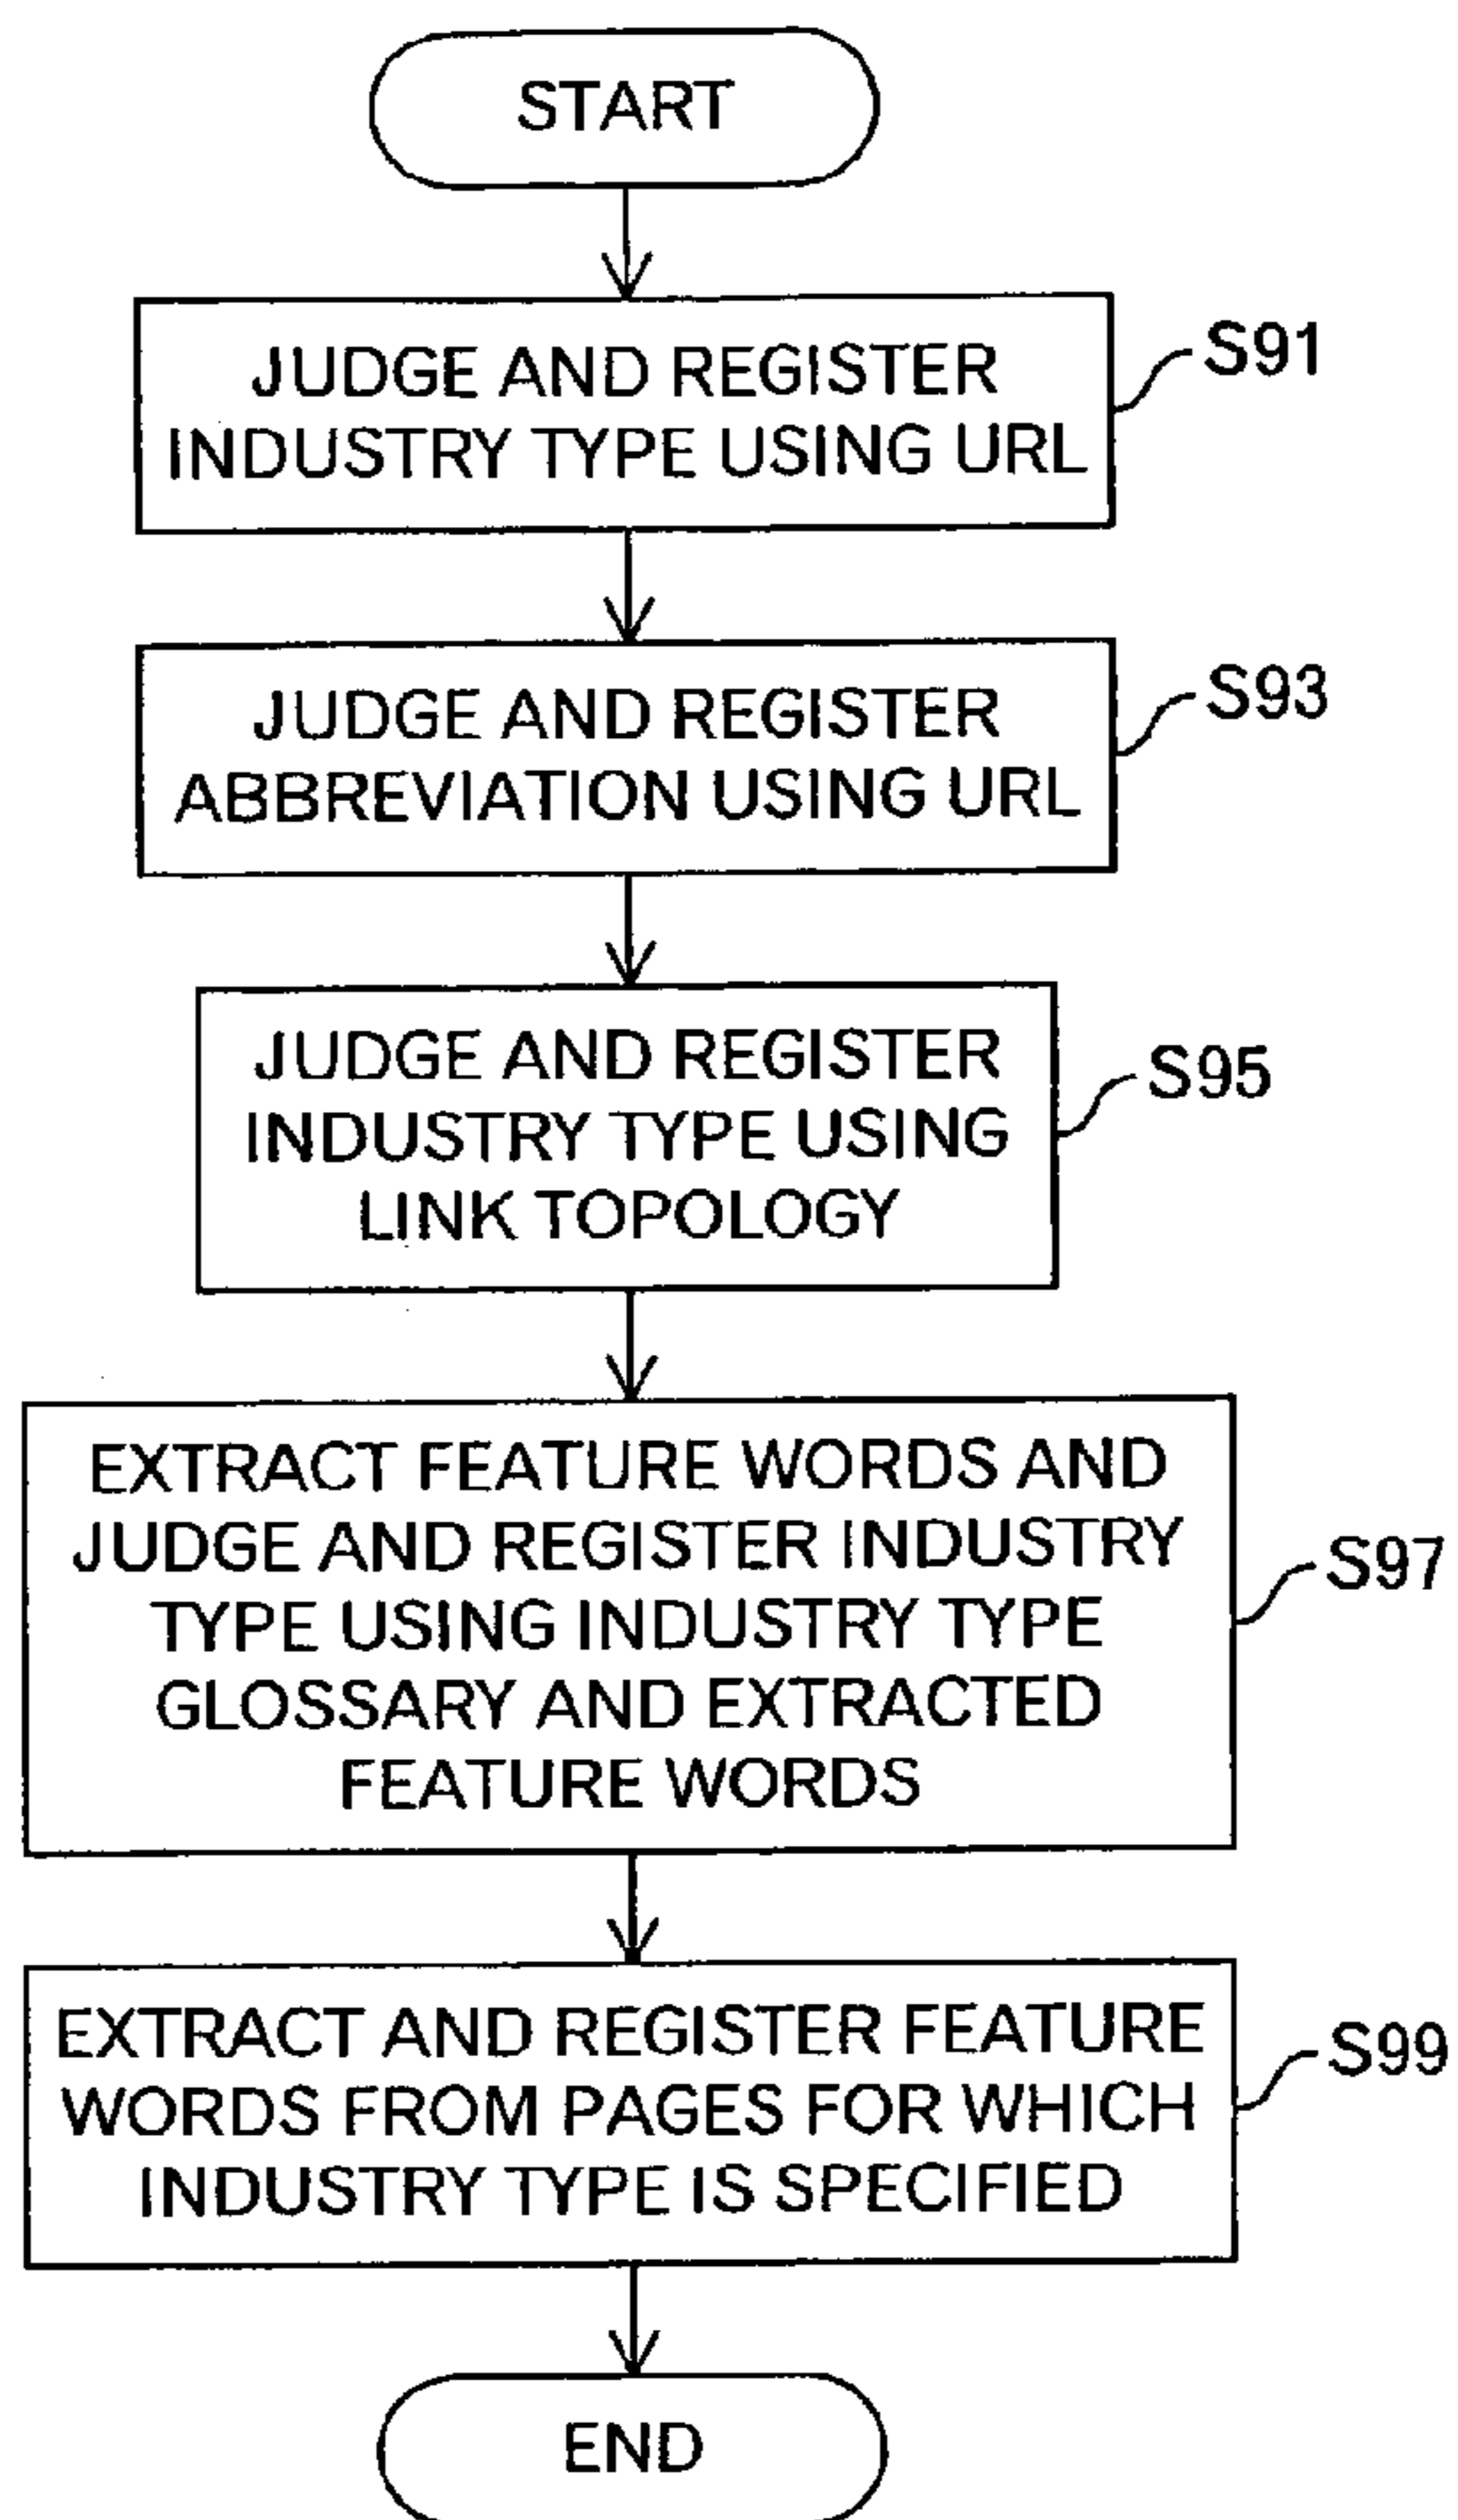 START
JUDGE AND REGISTER
INDUSTRY TYPE USING URL
S91
JUDGE AND REGISTER
ABBREVIATION USING URL
S93
JUDGE AND REGISTER
INDUSTRY TYPE USING
LINK TOPOLOGY
S95
EXTRACT FEATURE WORDS AND
JUDGE AND REGISTER INDUSTRY
TYPE USING INDUSTRY TYPE
GLOSSARY AND EXTRACTED
FEATURE WORDS
S97
EXTRACT AND REGISTER FEATURE
WORDS FROM PAGES FOR WHICH
INDUSTRY TYPE IS SPECIFIED
S99
END